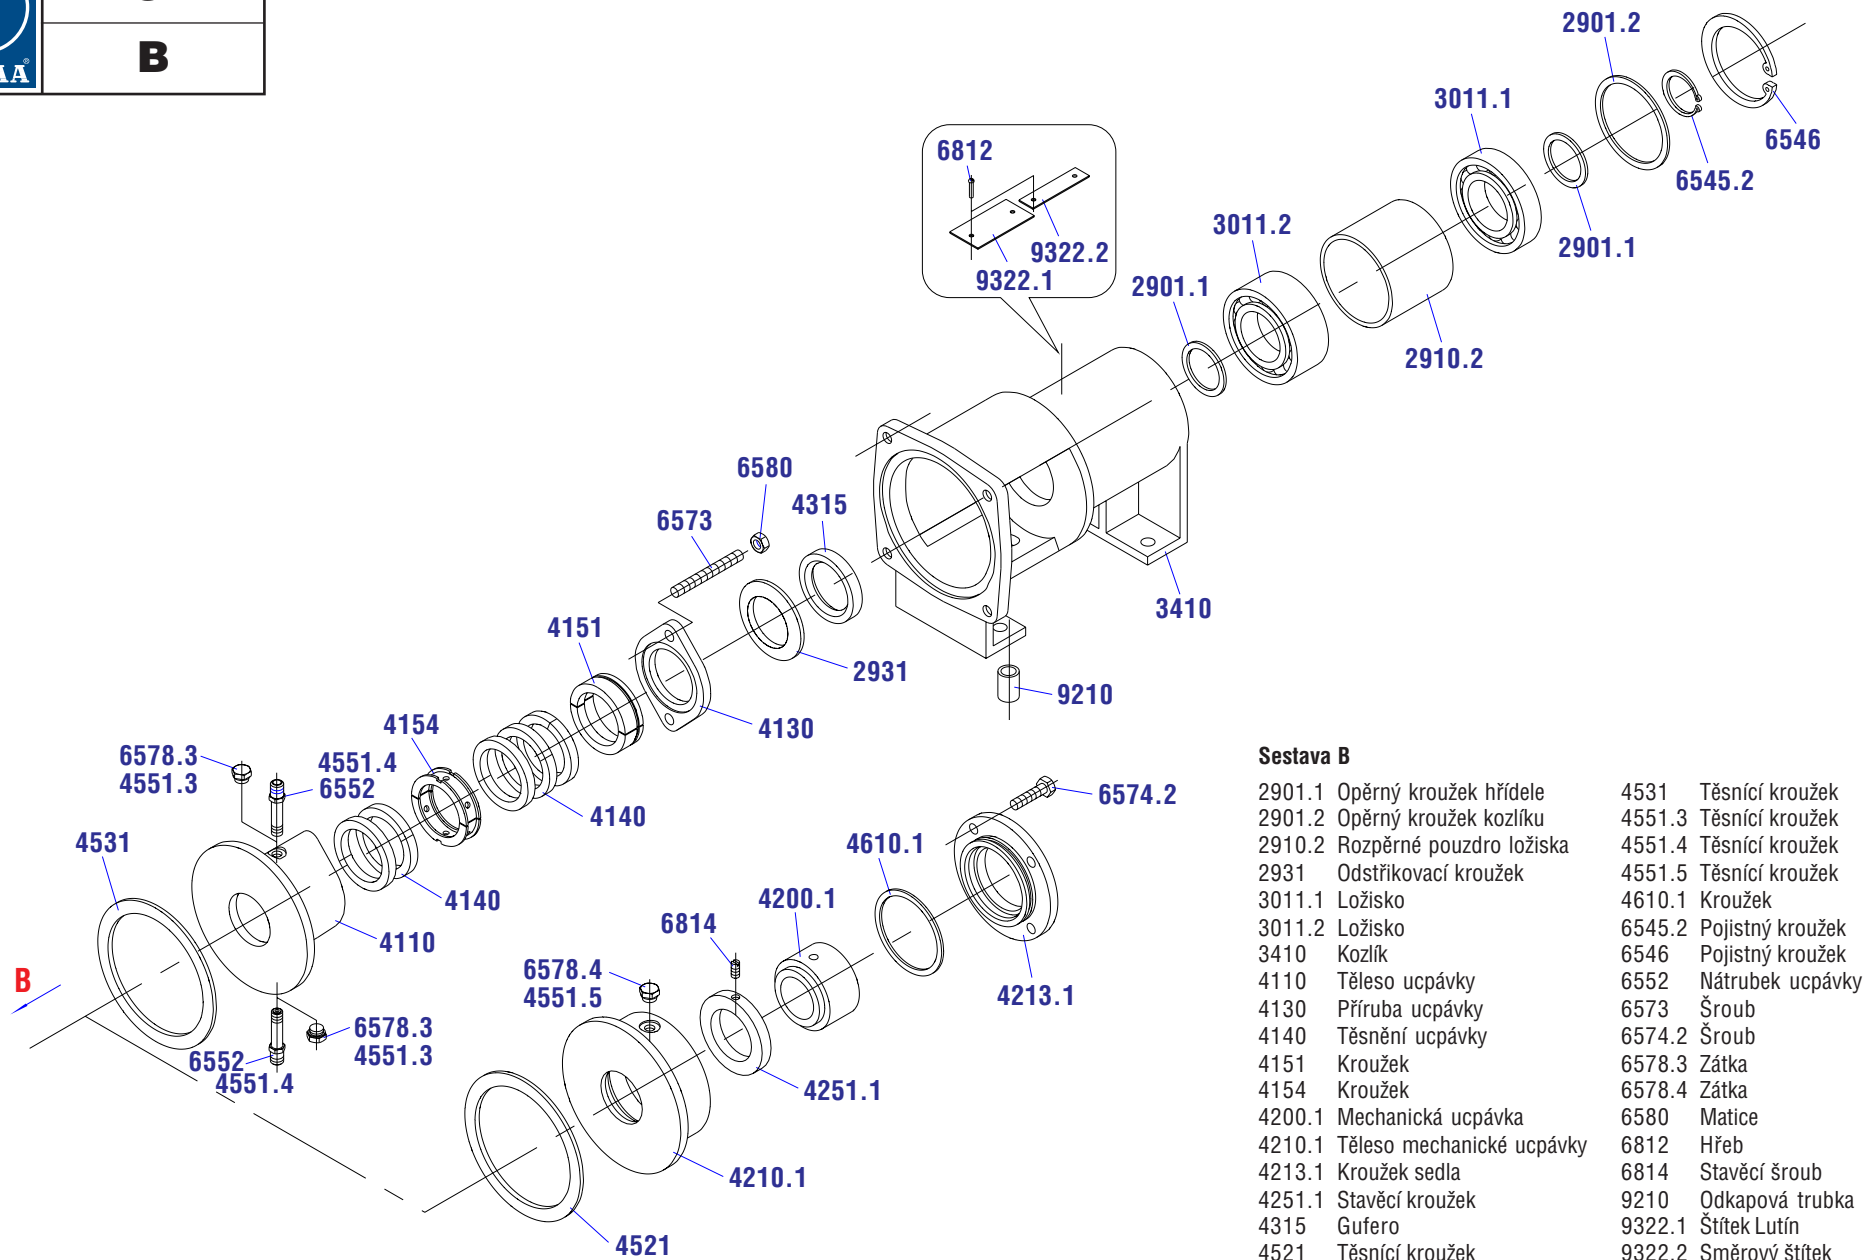 B
AA®
2901.2
3011.1
6546
6545.2
6812
3011.2
2901.1
9322.2
9322.1
2901.1
2910.2
6580
4315
6573
3410
4151
2931
9210
4130
4154
6578.3
4551.3
4551.4
6552
4140
4531
4140
4110
B
6578.3
4551.3
6552
4551.4
6574.2
4610.1
4200.1
6814
6578.4
4551.5
4213.1
4251.1
4210.1
4521
Sestava B
2901.1 Opěrný kroužek hřídele
2901.2 Opěrný kroužek kozlíku
2910.2 Rozpěrné pouzdro ložiska
2931 Odstřikovací kroužek
3011.1 Ložisko
3011.2 Ložisko
3410 Kozlík
4110 Těleso ucpávky
4130 Příruba ucpávky
4140 Těsnění ucpávky
4151 Kroužek
4154 Kroužek
4200.1 Mechanická ucpávka
4210.1 Těleso mechanické ucpávky
4213.1 Kroužek sedla
4251.1 Stavěcí kroužek
4315 Gufero
4521 Těsnící kroužek
4531 Těsnící kroužek
4551.3 Těsnící kroužek
4551.4 Těsnící kroužek
4551.5 Těsnící kroužek
4610.1 Kroužek
6545.2 Pojistný kroužek
6546 Pojistný kroužek
6552 Nátrubek ucpávky
6573 Šroub
6574.2 Šroub
6578.3 Zátka
6578.4 Zátka
6580 Matice
6812 Hřeb
6814 Stavěcí šroub
9210 Odkapová trubka
9322.1 Štítek Lutín
9322.2 Směrový štítek